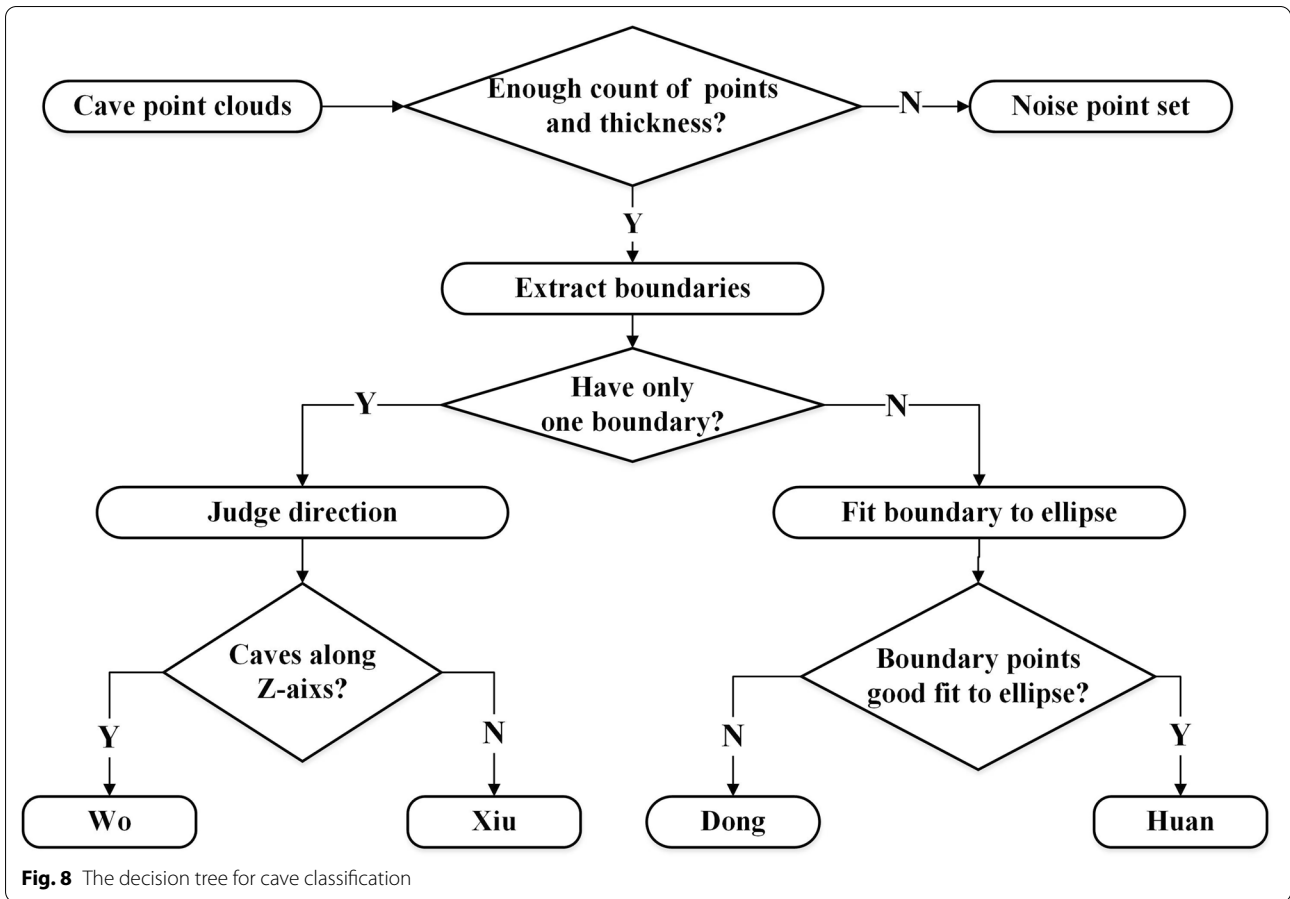 Cave point clouds
Enough count of points
and thickness?
N
Noise point set
Y
Extract boundaries
Have only
one boundary?
Y
N
Judge direction
Fit boundary to ellipse
Caves along
Z-aixs?
Boundary points
good fit to ellipse?
Y
N
N
Y
Wo
Xiu
Dong
Huan
Fig. 8 The decision tree for cave classification